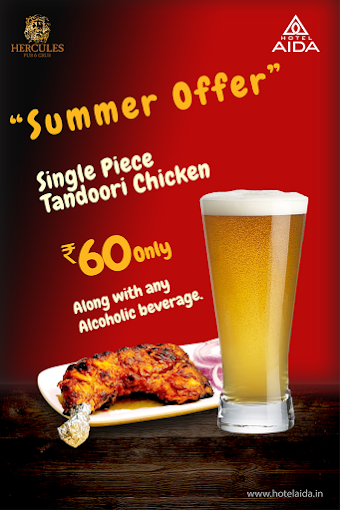 HERCULES
PUB & GRUB
HOTEL
AIDA
“Summer Offer”
Single Piece
Tandoori Chicken
₹60 Only
Along with any
Alcoholic beverage.
www.hotelaida.in